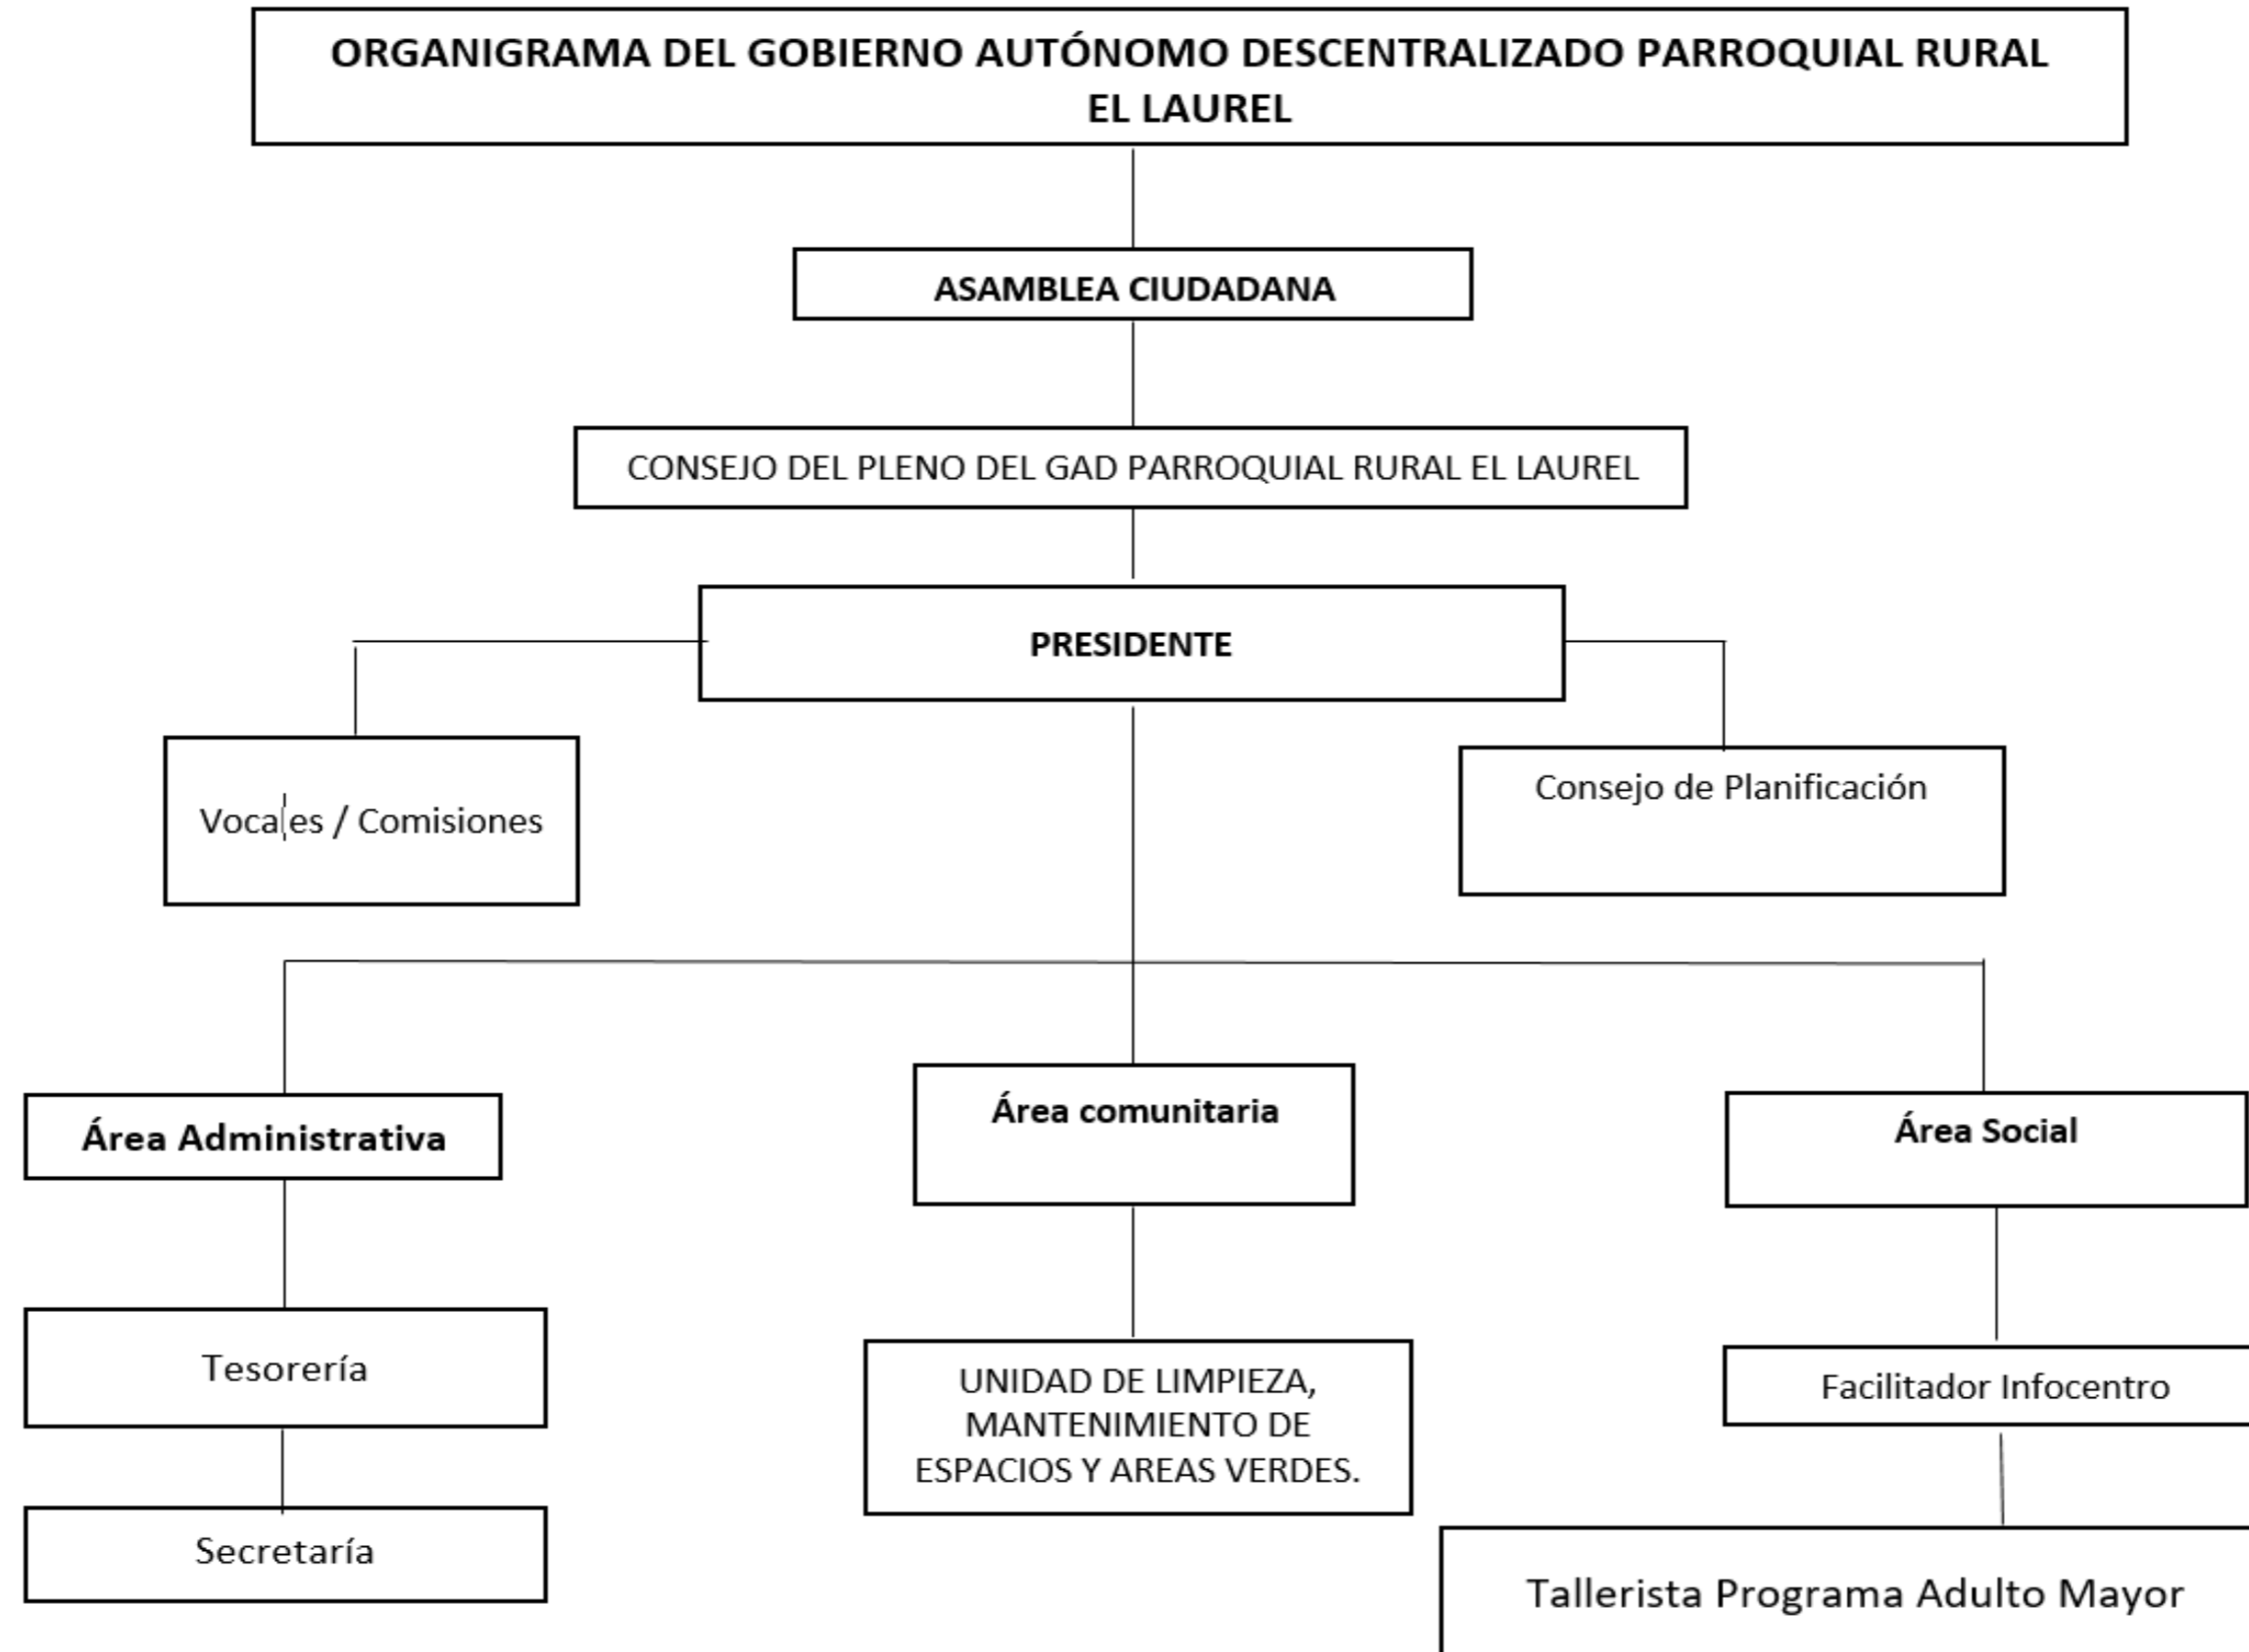 ORGANIGRAMA DEL GOBIERNO AUTÓNOMO DESCENTRALIZADO PARROQUIAL RURAL
EL LAUREL
ASAMBLEA CIUDADANA
CONSEJO DEL PLENO DEL GAD PARROQUIAL RURAL EL LAUREL
PRESIDENTE
Vocales / Comisiones
Consejo de Planificación
Área Administrativa
Área comunitaria
Área Social
Tesorería
UNIDAD DE LIMPIEZA,
MANTENIMIENTO DE
ESPACIOS Y AREAS VERDES.
Facilitador Infocentro
Secretaría
Tallerista Programa Adulto Mayor